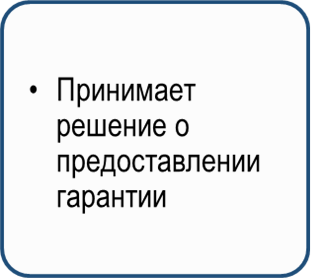 • Принимает
решение о
предоставлении
гарантии